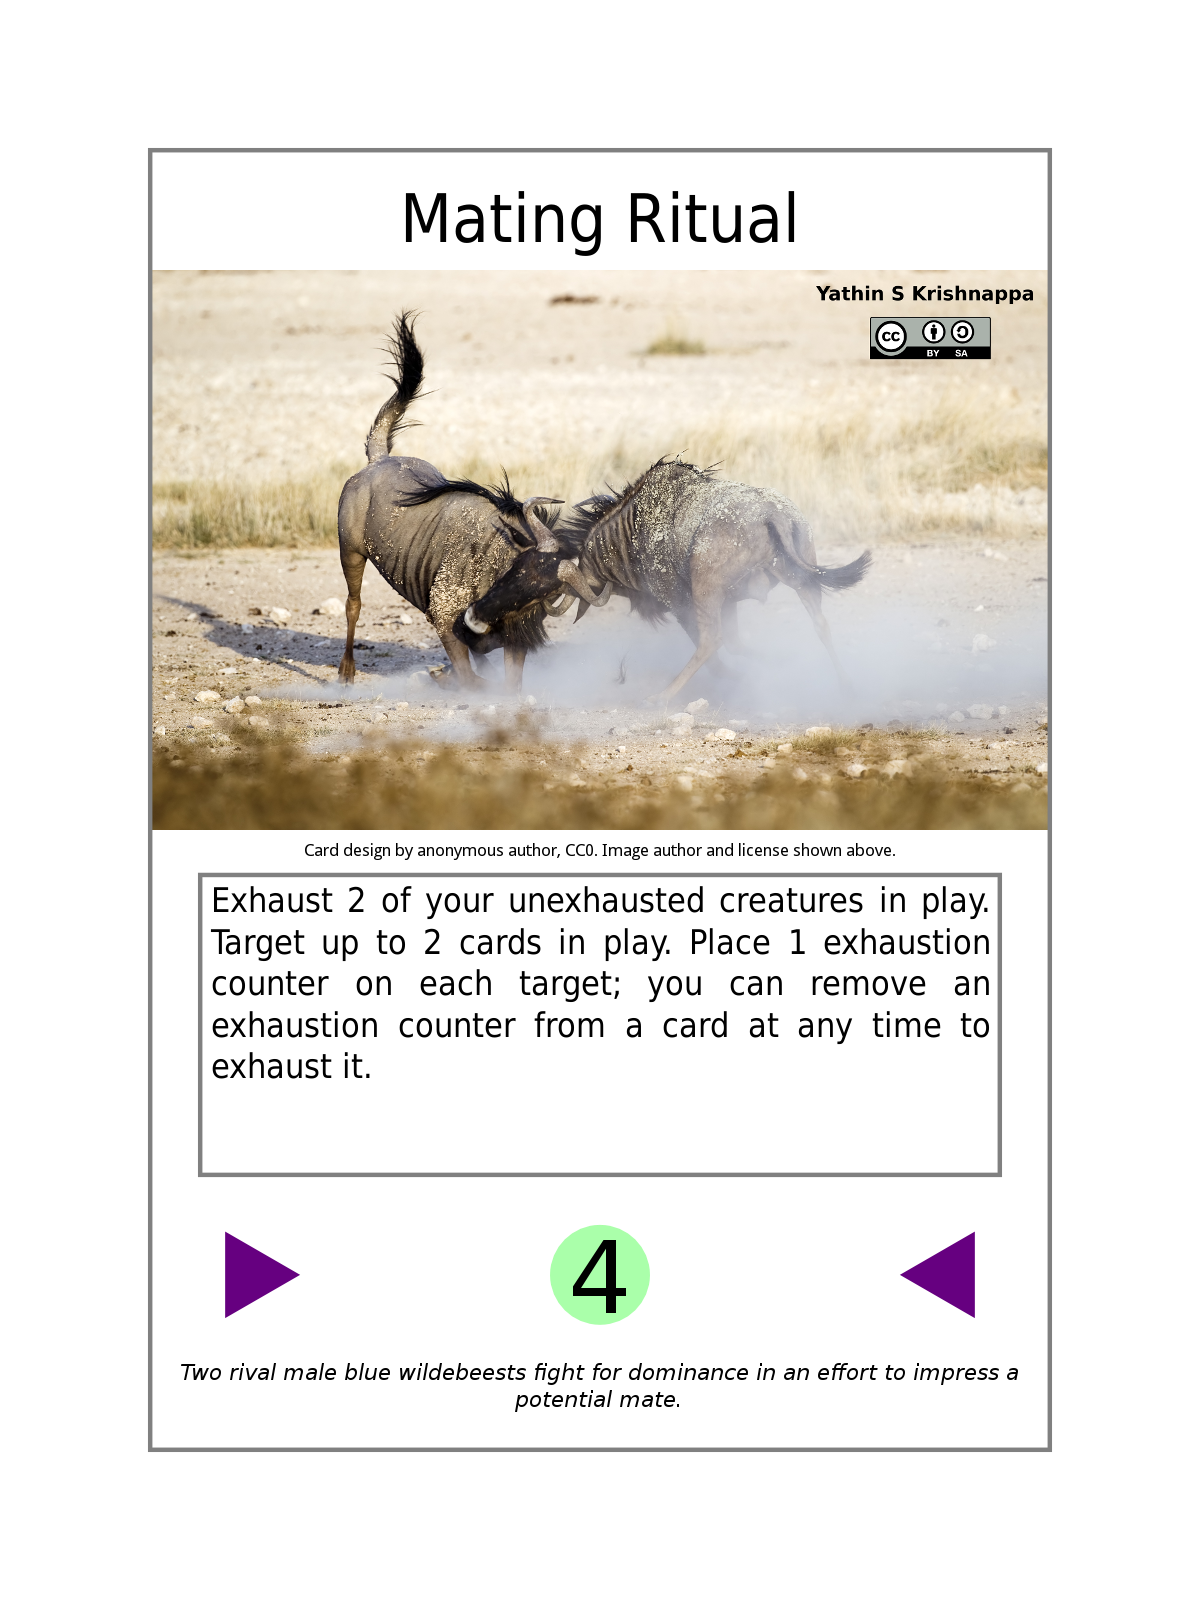 Mating Ritual
Yathin S Krishnappa
cc
BY SA
Card design by anonymous author, CC0. Image author and license shown above.
Exhaust 2 of your unexhausted creatures in play.
Target up to 2 cards in play. Place 1 exhaustion
counter on each target; you can remove an
exhaustion counter from a card at any time to
exhaust it.
4
Two rival male blue wildebeests fight for dominance in an effort to impress a
potential mate.